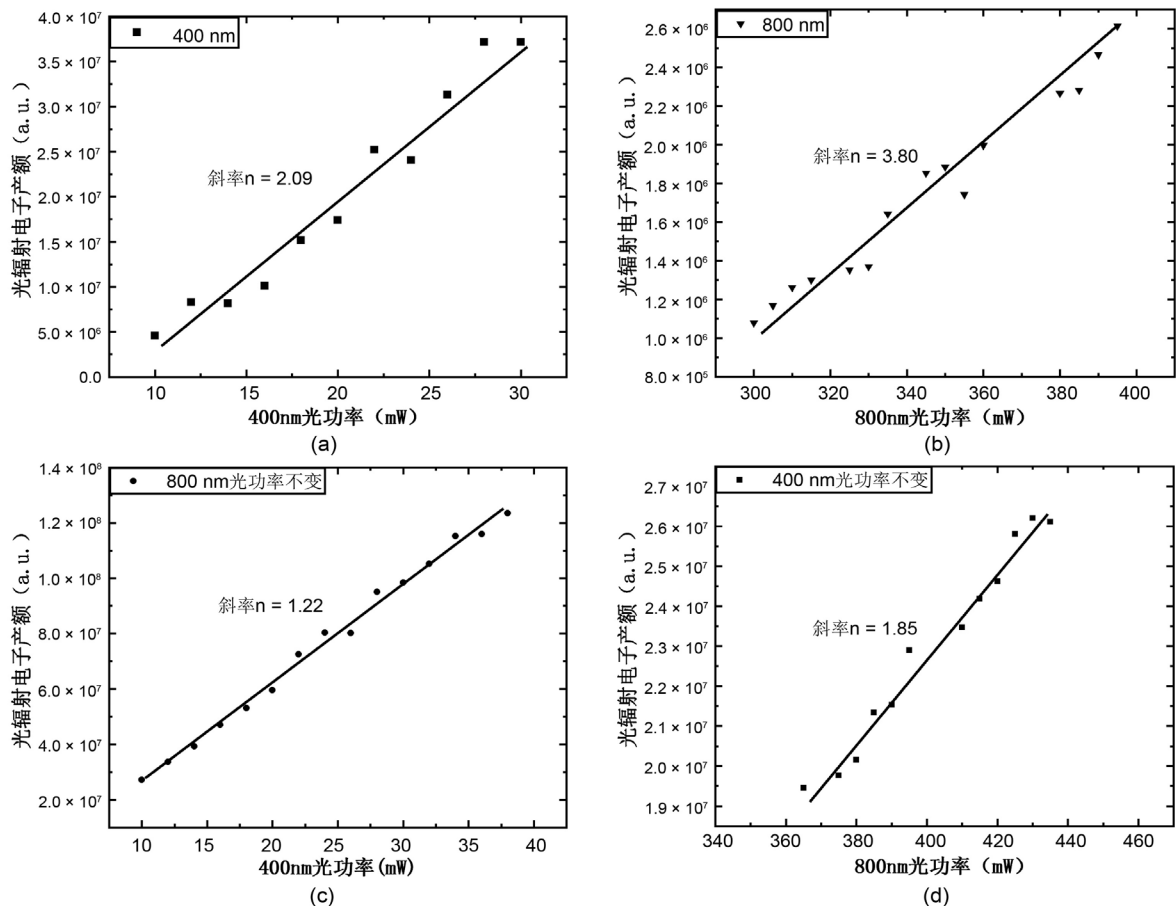 光辐射电子产额（a.u.）
4.0 × 10⁷
3.5 × 10⁷
3.0 × 10⁷
2.5 × 10⁷
2.0 × 10⁷
1.5 × 10⁷
1.0 × 10⁷
5.0 × 10⁶
0.0
400 nm
斜率n = 2.09
10 15 20 25 30
400nm光功率（mW）
(a)
光辐射电子产额（a.u.）
2.6 × 10⁶
2.4 × 10⁶
2.2 × 10⁶
2.0 × 10⁶
1.8 × 10⁶
1.6 × 10⁶
1.4 × 10⁶
1.2 × 10⁶
1.0 × 10⁶
8.0 × 10⁵
800 nm
斜率n = 3.80
300 320 340 360 380 400
800nm光功率（mW）
(b)
光辐射电子产额（a.u.）
1.4 × 10⁸
1.2 × 10⁸
1.0 × 10⁸
8.0 × 10⁷
6.0 × 10⁷
4.0 × 10⁷
2.0 × 10⁷
800 nm光功率不变
斜率n = 1.22
10 15 20 25 30 35 40
400nm光功率(mW)
(c)
光辐射电子产额（a.u.）
2.7 × 10⁷
2.6 × 10⁷
2.5 × 10⁷
2.4 × 10⁷
2.3 × 10⁷
2.2 × 10⁷
2.1 × 10⁷
2.0 × 10⁷
1.9 × 10⁷
400 nm光功率不变
斜率n = 1.85
340 360 380 400 420 440 460
800nm光功率（mW）
(d)